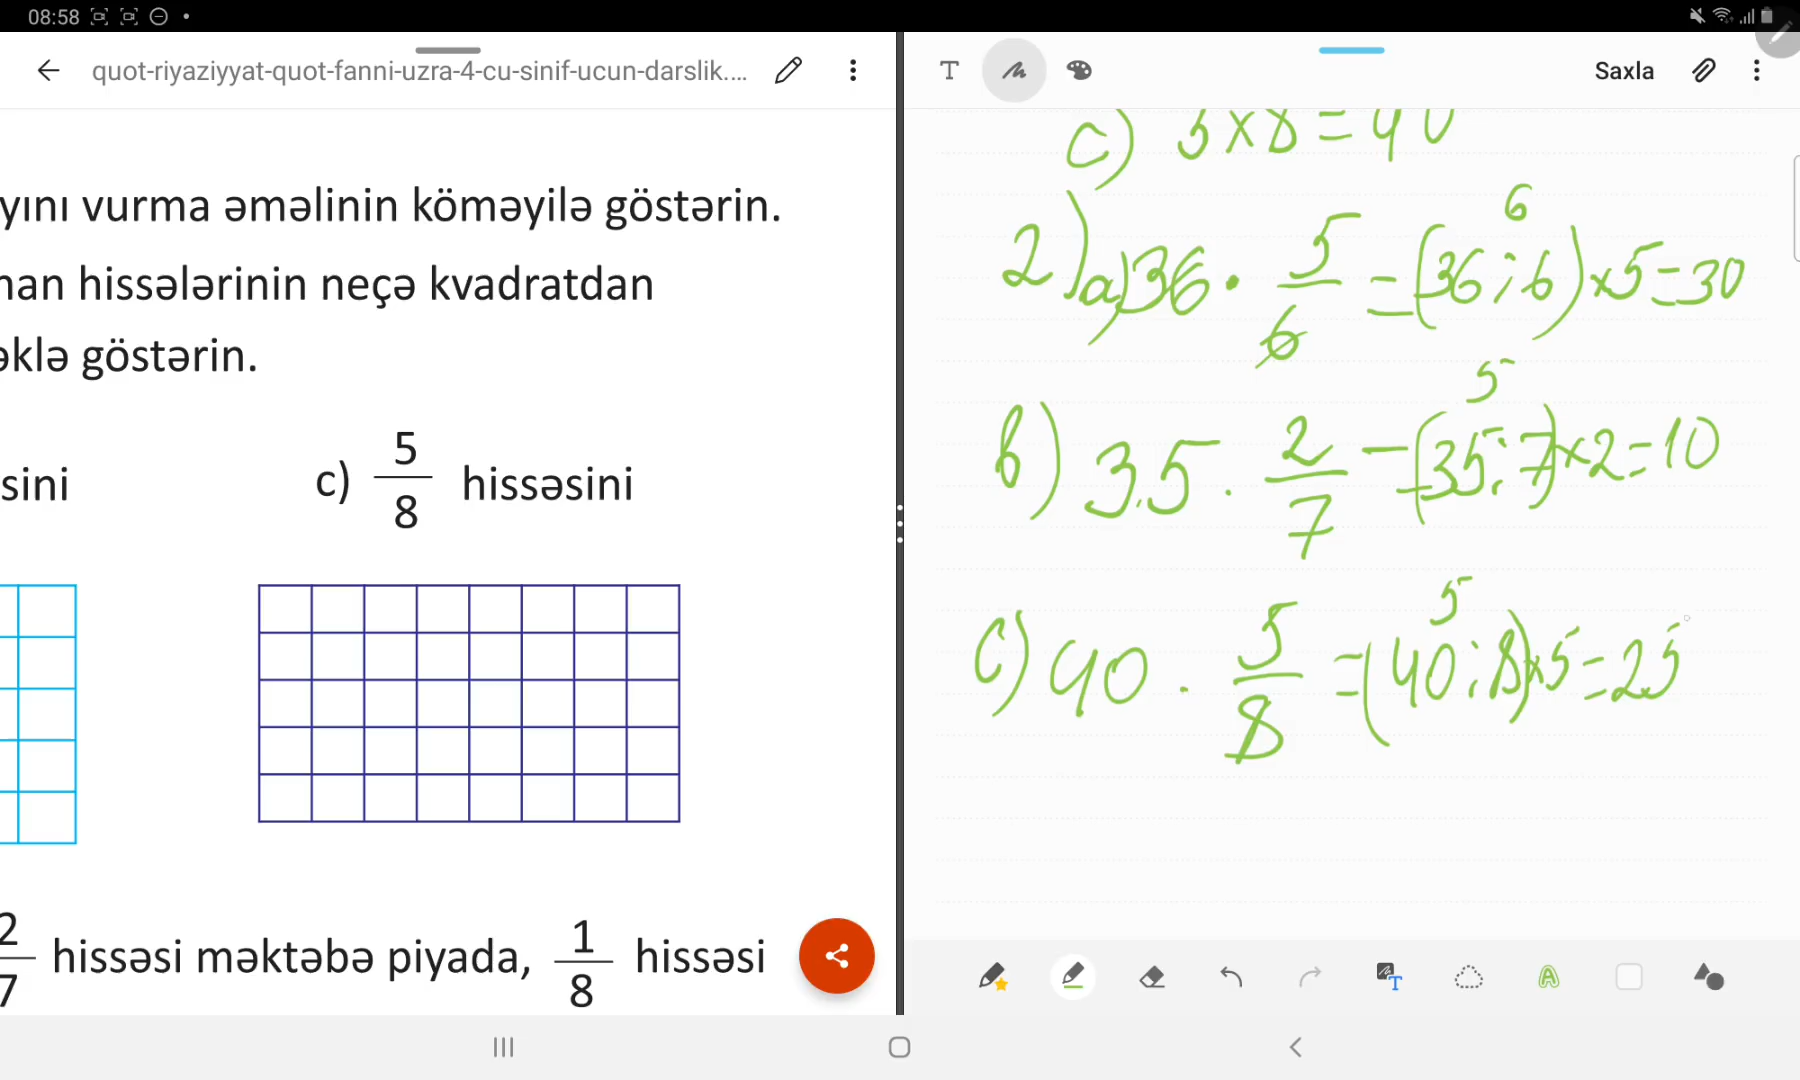 08:58
quot-riyaziyyat-quot-fanni-uzra-4-cu-sinif-ucun-darslik....
yını vurma əməlinin köməyilə göstərin.
nan hissələrinin neçə kvadratdan
əklə göstərin.
sini
c) 5/8 hissəsini
2/7 hissəsi məktəbə piyada, 1/8 hissəsi
T
Saxla
c) 5 x 8 = 40
6
2) a) 36 · 5/6 = (36 : 6) x 5 = 30
5
b) 35 · 2/7 = (35 : 7) x 2 = 10
5
c) 40 · 5/8 = (40 : 8) x 5 = 25